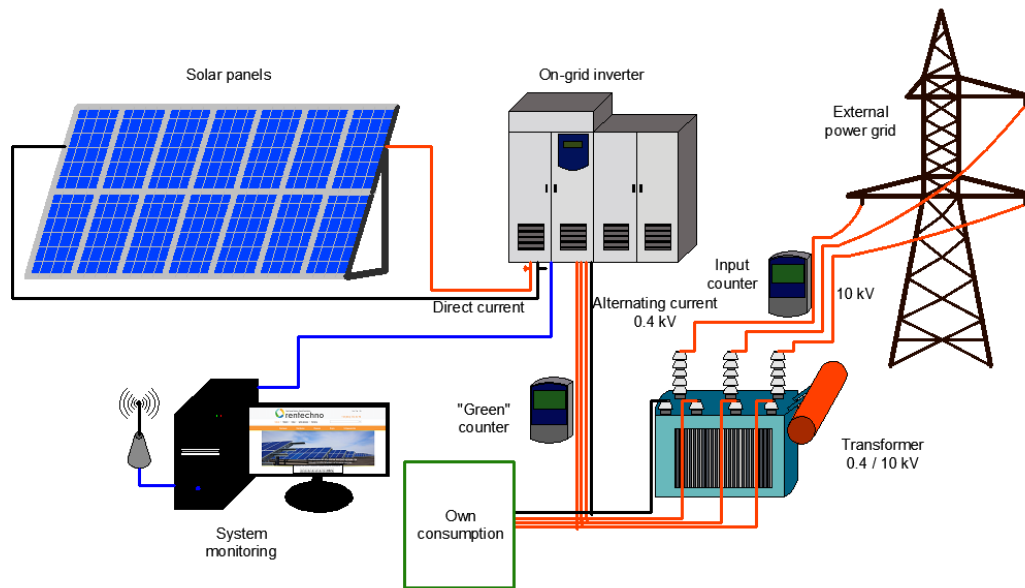 Solar panels
On-grid inverter
External
power grid
Input
counter
10 kV
Direct current
Alternating current
0.4 kV
"Green"
counter
rentechno
Transformer
0.4 / 10 kV
Own
consumption
System
monitoring